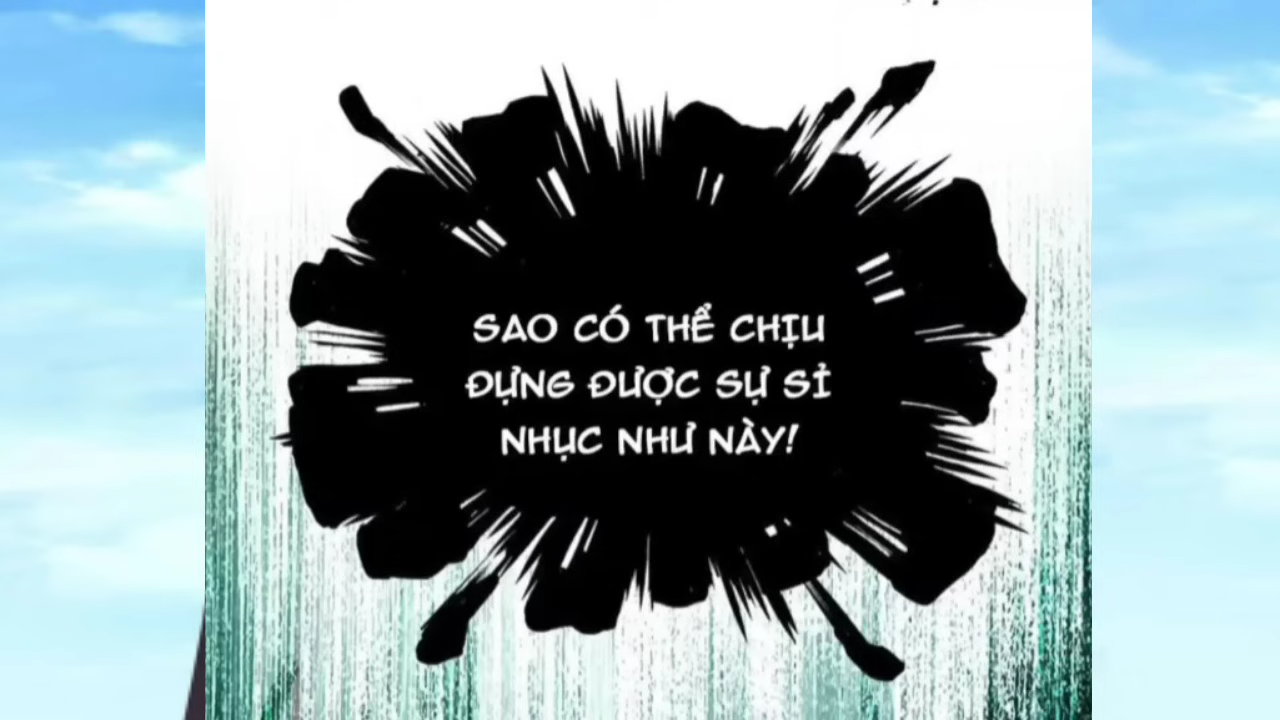 SAO CÓ THỂ CHỊU
ĐỰNG ĐƯỢC SỰ SỈ
NHỤC NHƯ NÀY!